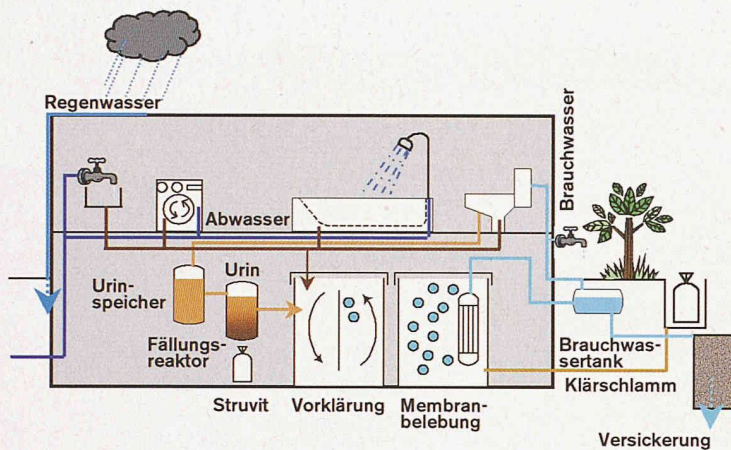 Regenwasser
Brauchwasser
Abwasser
Urin-
speicher
Urin
Fällungs-
reaktor
Struvit
Vorklärung
Membran-
belebung
Brauchwas-
sertank
Klärschlamm
Versickerung